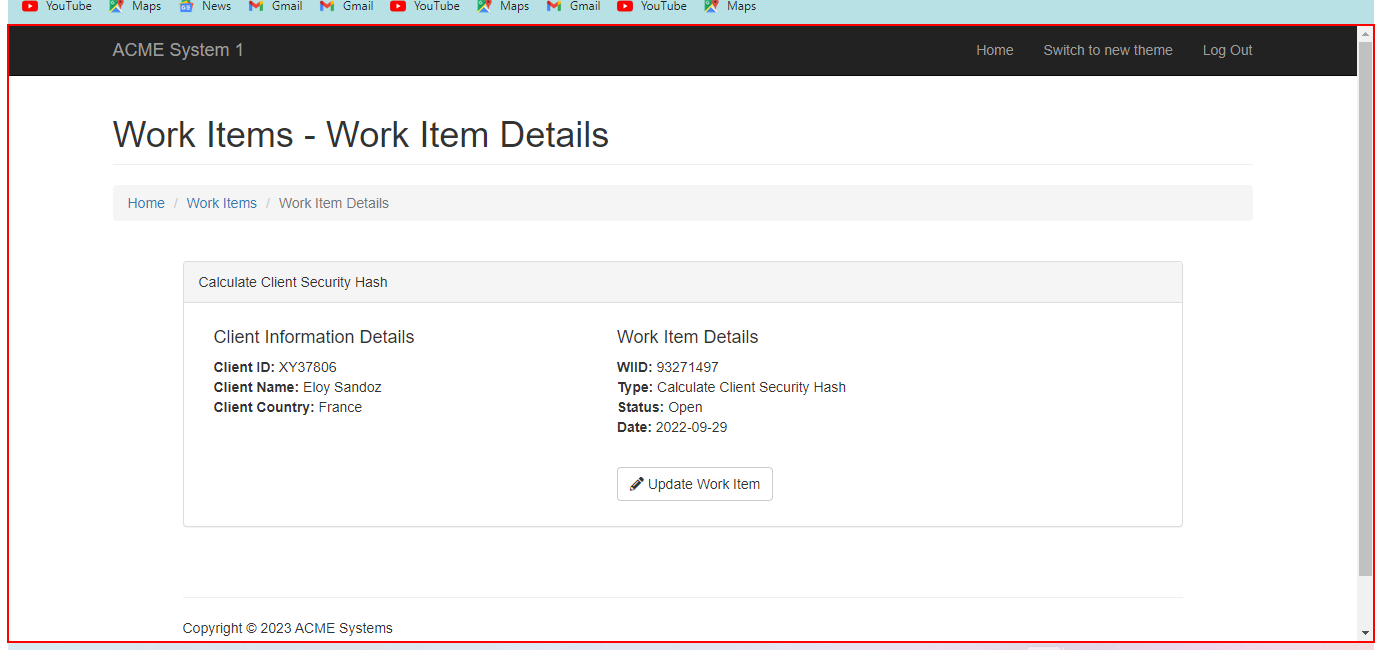 YouTube Maps News Gmail Gmail YouTube Maps Gmail YouTube Maps
ACME System 1 Home Switch to new theme Log Out
Work Items - Work Item Details
Home / Work Items / Work Item Details
Calculate Client Security Hash
Client Information Details
Client ID: XY37806
Client Name: Eloy Sandoz
Client Country: France
Work Item Details
WIID: 93271497
Type: Calculate Client Security Hash
Status: Open
Date: 2022-09-29
Update Work Item
Copyright © 2023 ACME Systems